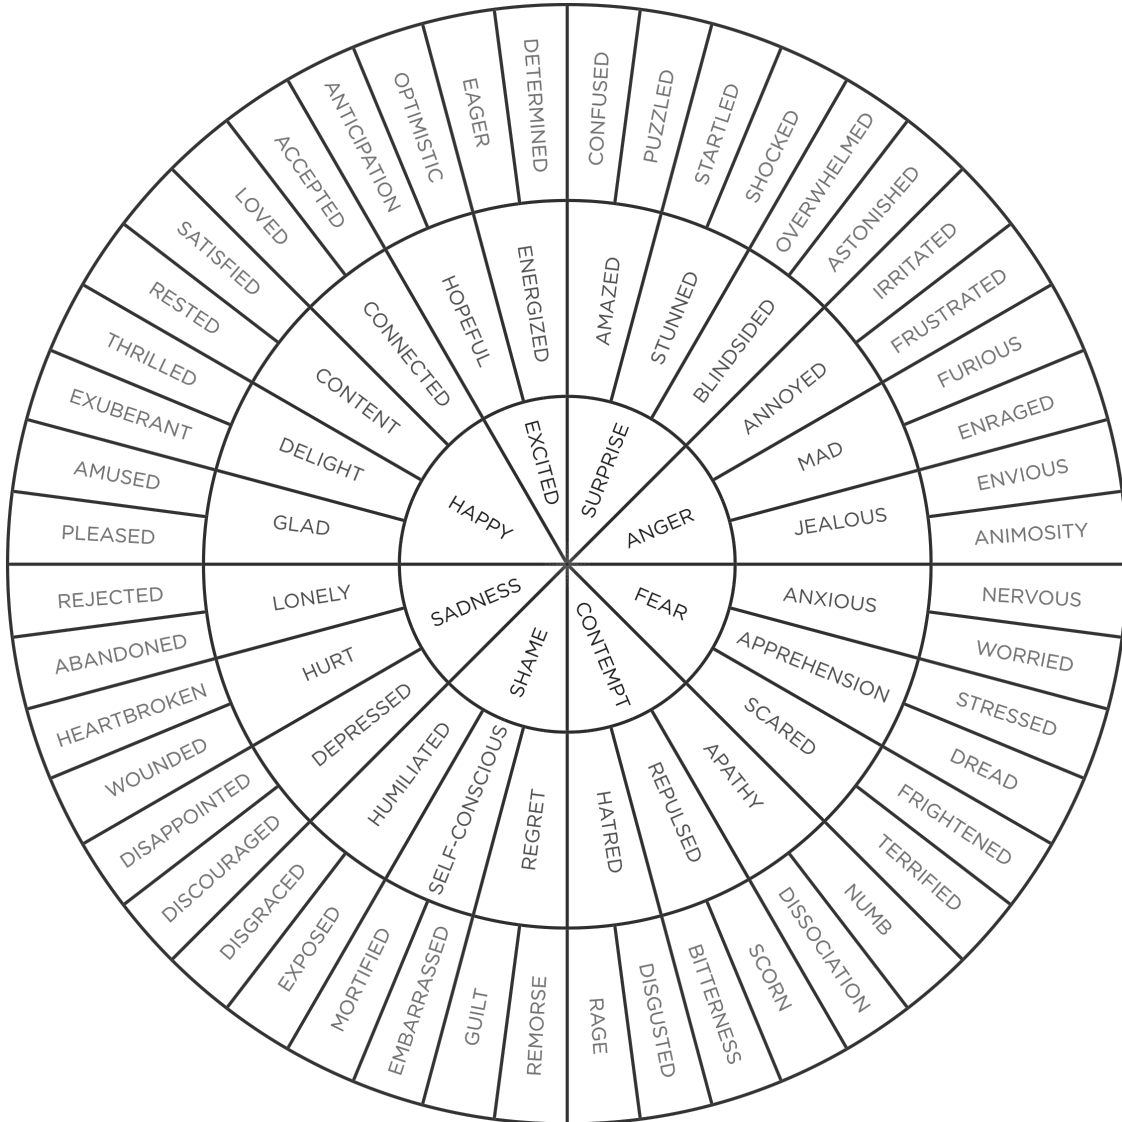 EXCITED
SURPRISE
ANGER
FEAR
CONTEMPT
SHAME
SADNESS
HAPPY
HOPEFUL
ENERGIZED
AMAZED
STUNNED
BLINDSIDED
ANNOYED
MAD
JEALOUS
ANXIOUS
APPREHENSION
SCARED
APATHY
REPULSED
HATRED
REGRET
SELF-CONSCIOUS
HUMILIATED
DEPRESSED
HURT
LONELY
GLAD
DELIGHT
CONTENT
CONNECTED
ANTICIPATION
OPTIMISTIC
EAGER
DETERMINED
CONFUSED
PUZZLED
STARTLED
SHOCKED
OVERWHELMED
ASTONISHED
IRRITATED
FRUSTRATED
FURIOUS
ENRAGED
ENVIOUS
ANIMOSITY
NERVOUS
WORRIED
STRESSED
DREAD
FRIGHTENED
TERRIFIED
NUMB
DISSOCIATION
SCORN
BITTERNESS
DISGUSTED
RAGE
REMORSE
GUILT
EMBARRASSED
MORTIFIED
EXPOSED
DISGRACED
DISCOURAGED
DISAPPOINTED
WOUNDED
HEARTBROKEN
ABANDONED
REJECTED
PLEASED
AMUSED
EXUBERANT
THRILLED
RESTED
SATISFIED
LOVED
ACCEPTED